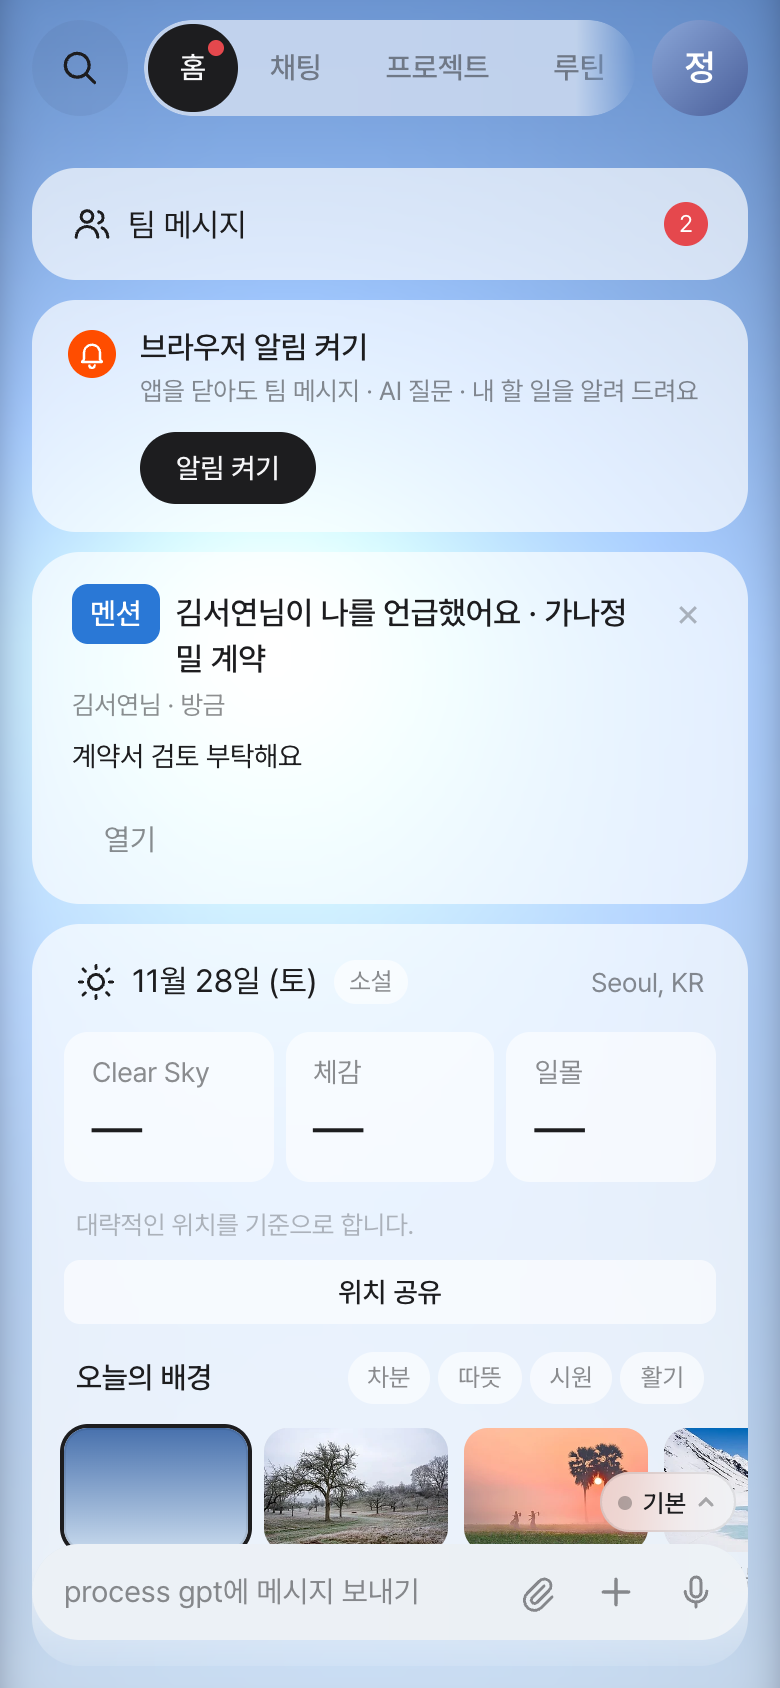 홈
채팅
프로젝트
루틴
정
팀 메시지
2
브라우저 알림 켜기
앱을 닫아도 팀 메시지 · AI 질문 · 내 할 일을 알려 드려요
알림 켜기
멘션
김서연님이 나를 언급했어요 · 가나정
밀 계약
김서연님 · 방금
계약서 검토 부탁해요
열기
11월 28일 (토)
소설
Seoul, KR
Clear Sky
체감
일몰
—
—
—
대략적인 위치를 기준으로 합니다.
위치 공유
오늘의 배경
차분
따뜻
시원
활기
기본
process gpt에 메시지 보내기